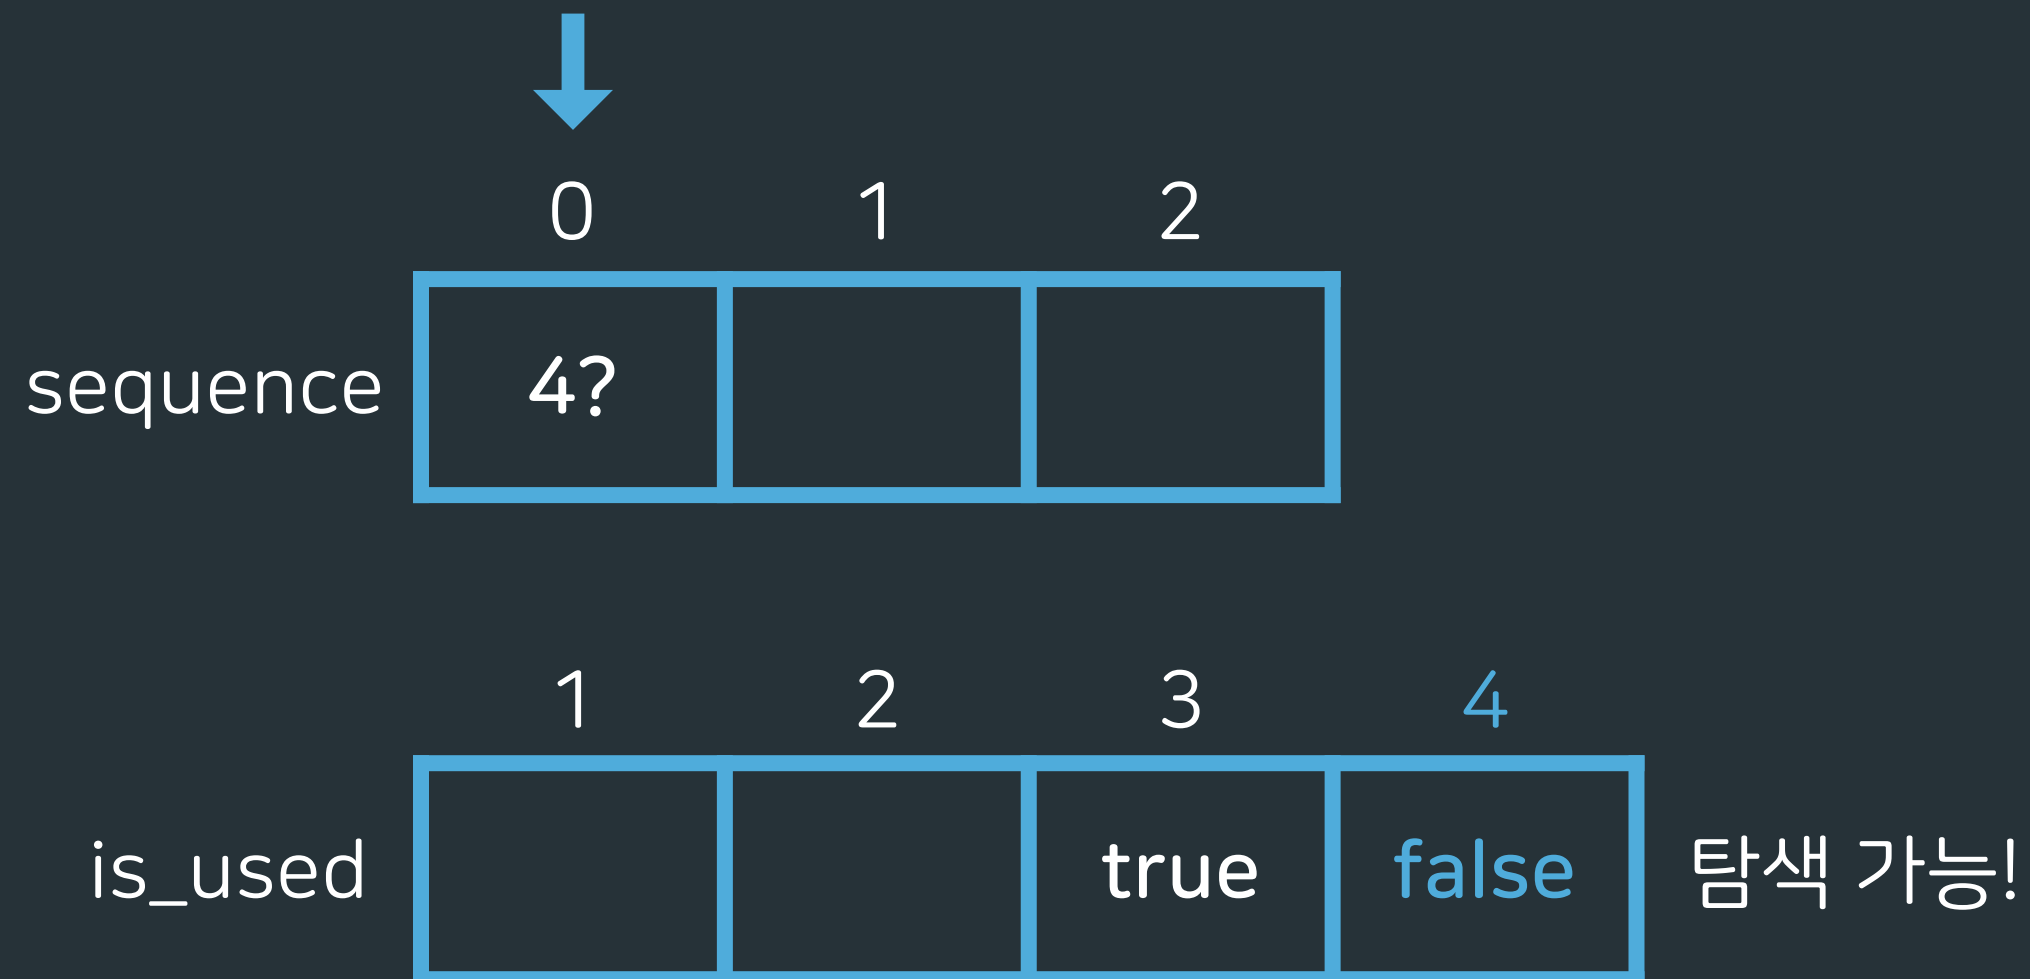 0 1 2
sequence 4?
1 2 3 4
is_used true false 탐색 가능!